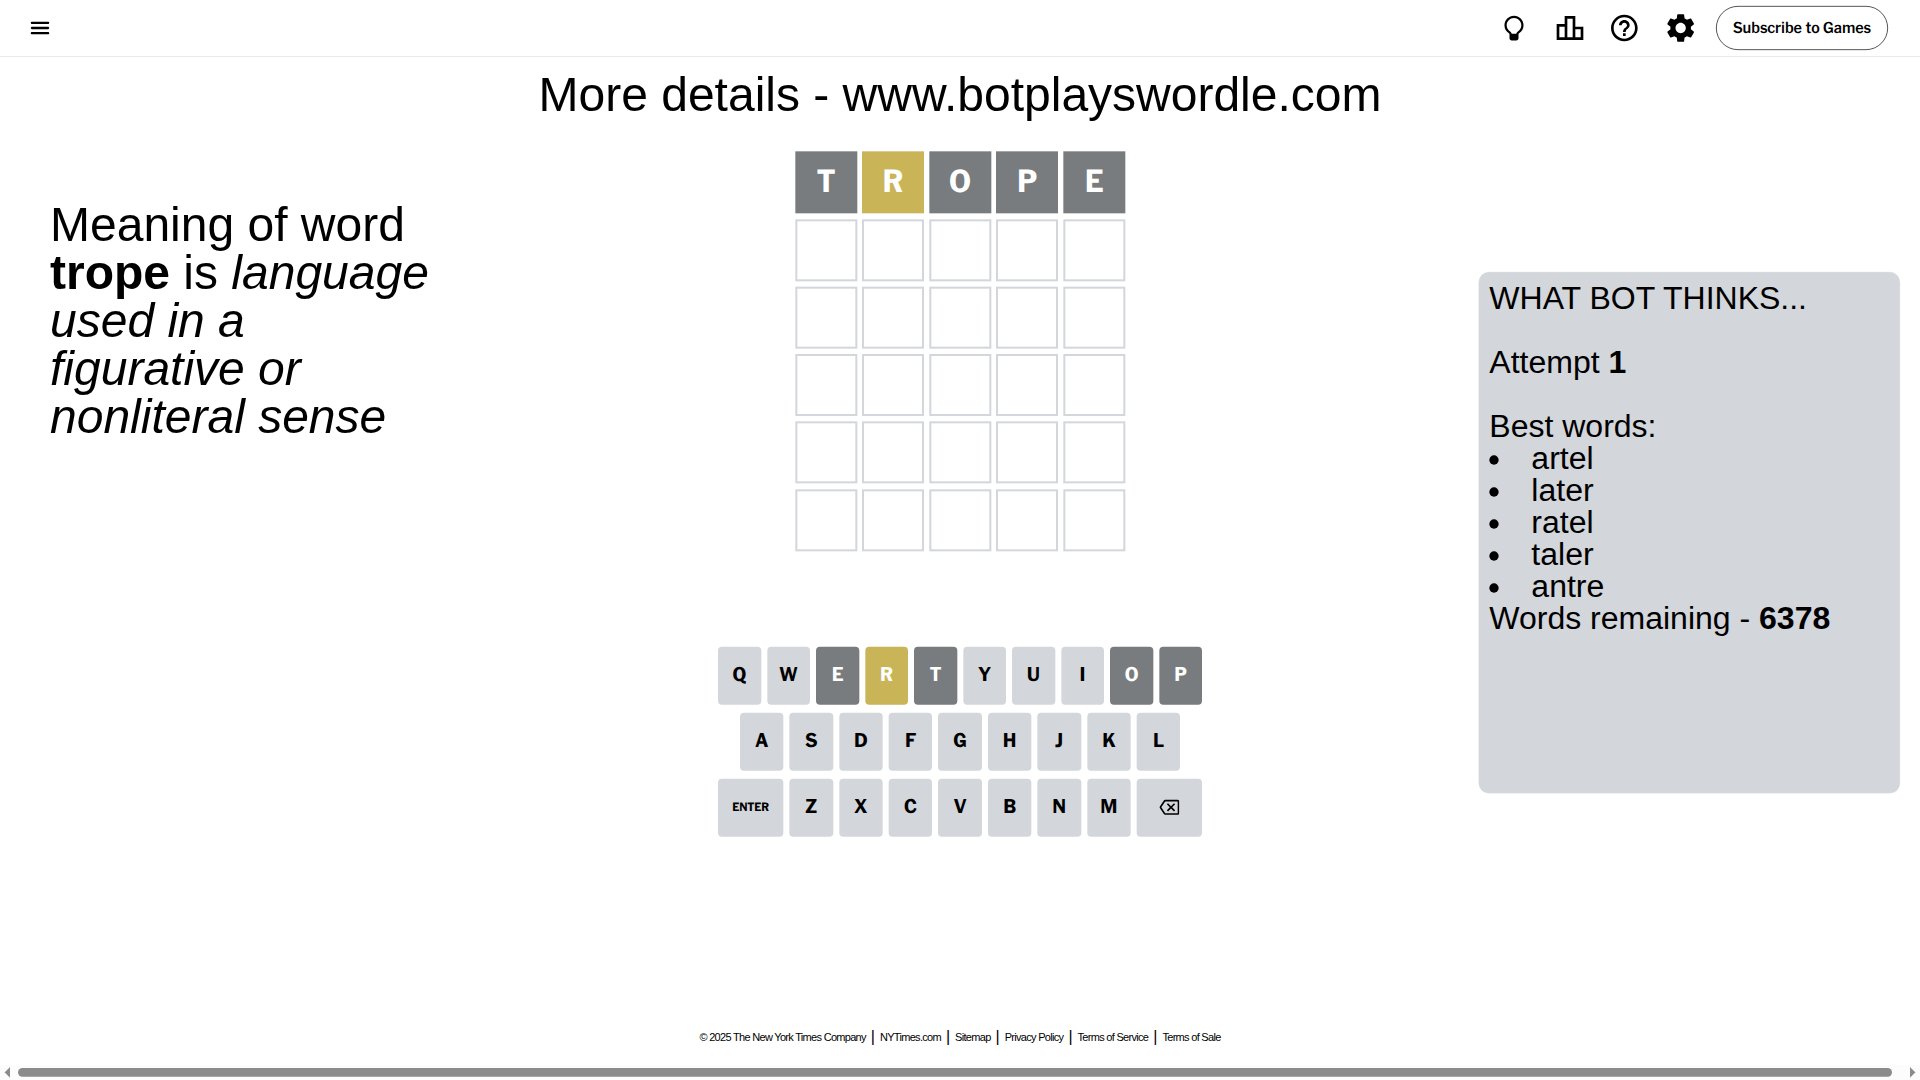 Subscribe to Games
More details - www.botplayswordle.com
Meaning of word
trope is language
used in a
figurative or
nonliteral sense
T R O P E
WHAT BOT THINKS...
Attempt 1
Best words:
• artel
• later
• ratel
• taler
• antre
Words remaining - 6378
Q W E R T Y U I O P
A S D F G H J K L
ENTER Z X C V B N M
© 2025 The New York Times Company | NYTimes.com | Sitemap | Privacy Policy | Terms of Service | Terms of Sale